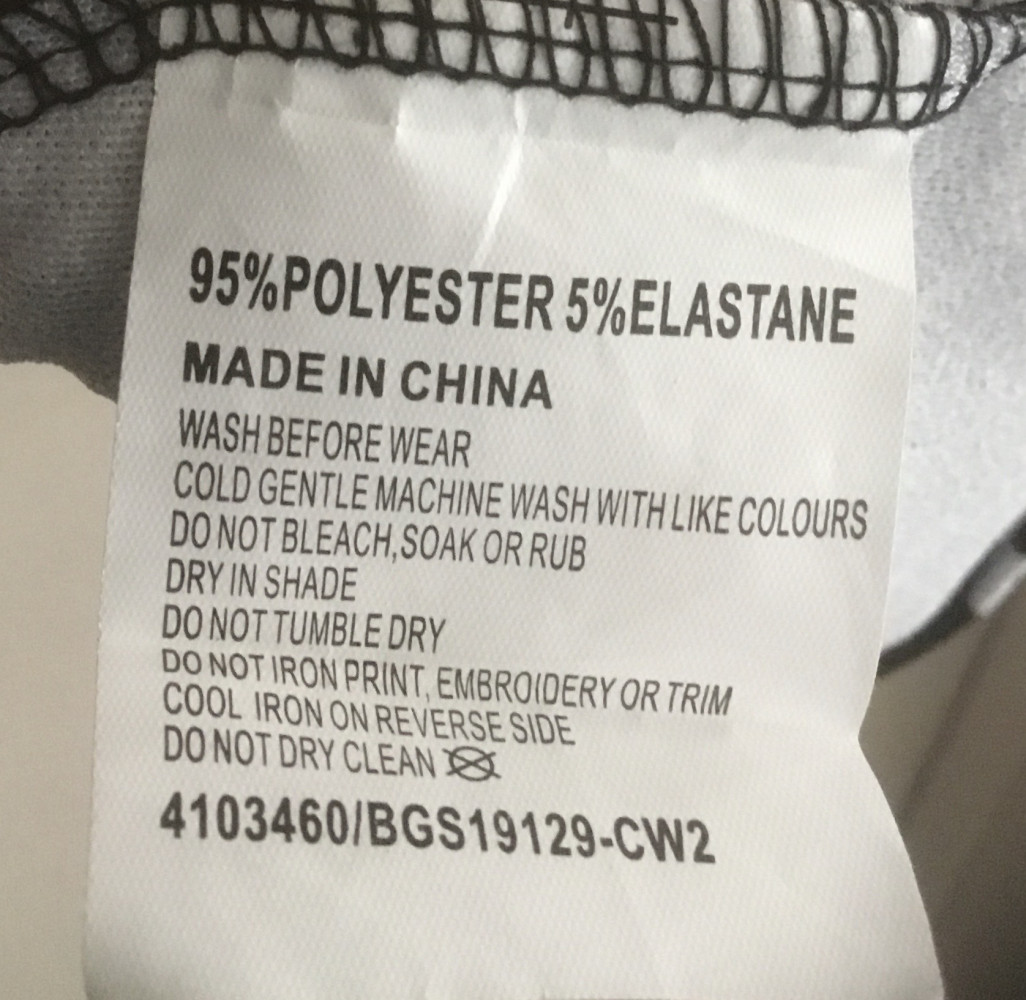 95%POLYESTER 5%ELASTANE
MADE IN CHINA
WASH BEFORE WEAR
COLD GENTLE MACHINE WASH WITH LIKE COLOURS
DO NOT BLEACH,SOAK OR RUB
DRY IN SHADE
DO NOT TUMBLE DRY
DO NOT IRON PRINT, EMBROIDERY OR TRIM
COOL IRON ON REVERSE SIDE
DO NOT DRY CLEAN
4103460/BGS19129-CW2